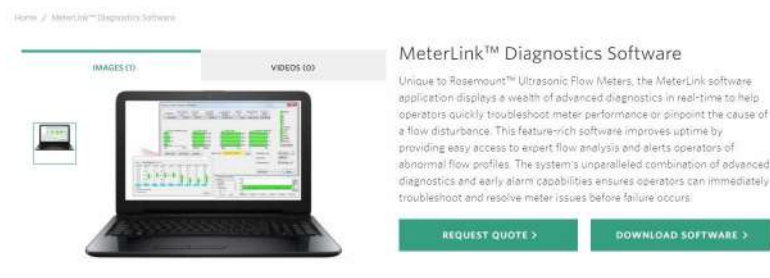 Home / MeterLink™ Diagnostics Software
IMAGES (1)
VIDEOS (0)
MeterLink™ Diagnostics Software
Unique to Rosemount™ Ultrasonic Flow Meters, the MeterLink software
application displays a wealth of advanced diagnostics in real-time to help
operators quickly troubleshoot meter performance or pinpoint the cause of
a flow disturbance. This feature-rich software improves uptime by
providing easy access to expert flow analysis and alerts operators of
abnormal flow profiles. The system's unparalleled combination of advanced
diagnostics and early alarm capabilities ensures operators can immediately
troubleshoot and resolve meter issues before failure occurs.
REQUEST QUOTE >
DOWNLOAD SOFTWARE >